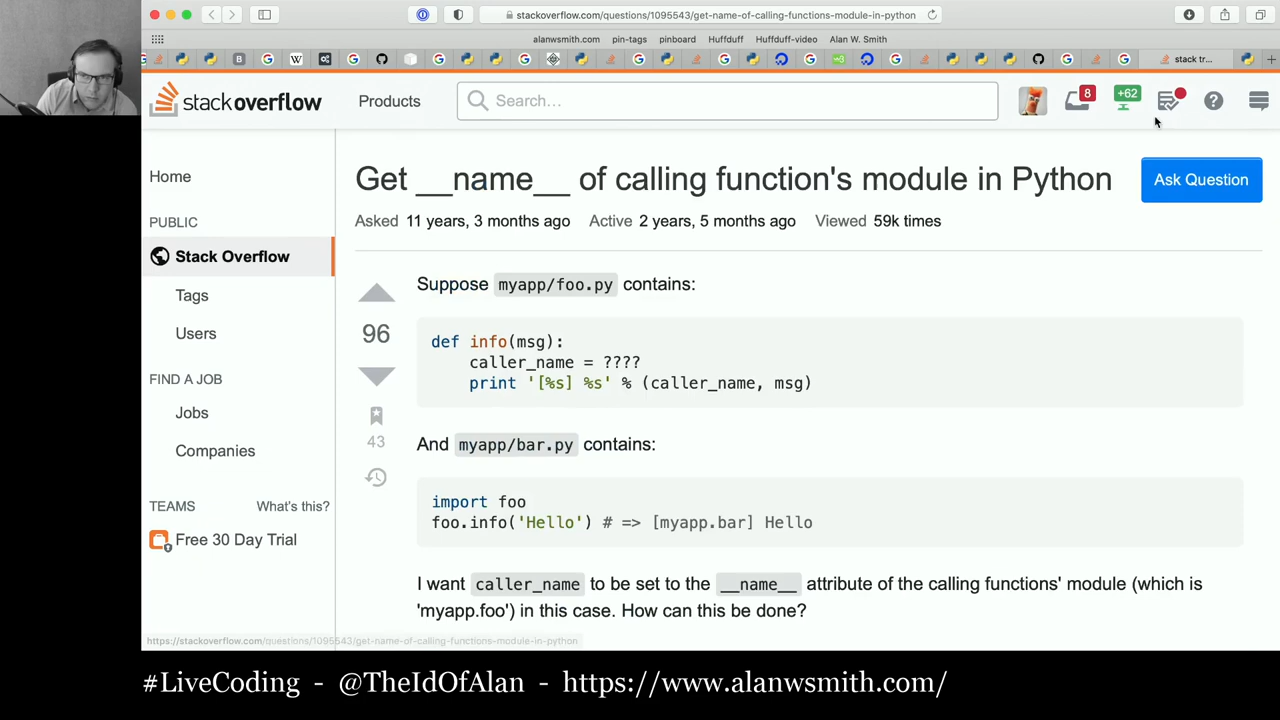 stackoverflow.com/questions/1095543/get-name-of-calling-functions-module-in-python
alanwsmith.com pin-tags pinboard Huffduff Huffduff-video Alan W. Smith
stack tr...
stackoverflow
Products
Search...
8
+62
Home
PUBLIC
Stack Overflow
Tags
Users
FIND A JOB
Jobs
Companies
TEAMS What's this?
Free 30 Day Trial
Get __name__ of calling function's module in Python
Ask Question
Asked 11 years, 3 months ago Active 2 years, 5 months ago Viewed 59k times
96
43
Suppose myapp/foo.py contains:
def info(msg):
    caller_name = ????
    print '[%s] %s' % (caller_name, msg)
And myapp/bar.py contains:
import foo
foo.info('Hello') # => [myapp.bar] Hello
I want caller_name to be set to the __name__ attribute of the calling functions' module (which is
'myapp.foo') in this case. How can this be done?
https://stackoverflow.com/questions/1095543/get-name-of-calling-functions-module-in-python
#LiveCoding - @TheIdOfAlan - https://www.alanwsmith.com/